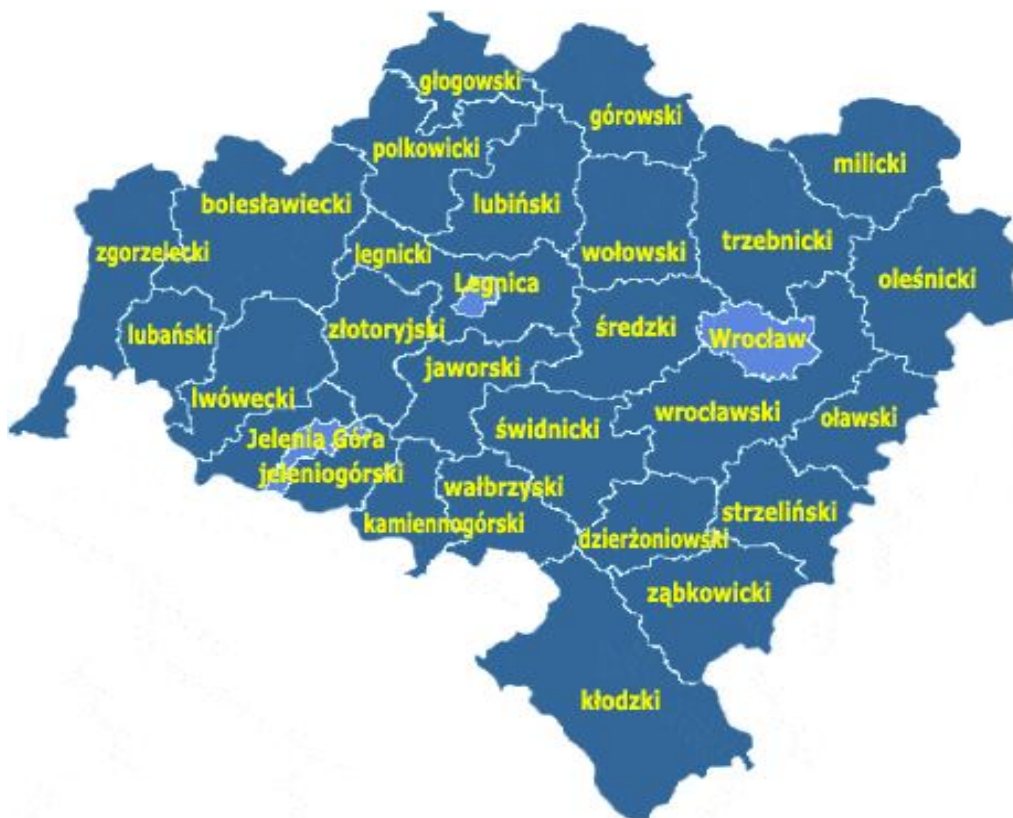 głogowski
górowski
polkowicki
milicki
bolesławiecki
lubiński
trzebnicki
zgorzelecki
legnicki
wołowski
oleśnicki
Legnica
lubański
złotoryjski
średzki
Wrocław
jaworski
lwówecki
wrocławski
oławski
świdnicki
Jelenia Góra
jeleniogórski
wałbrzyski
strzeliński
kamiennogórski
dzierżoniowski
ząbkowicki
kłodzki